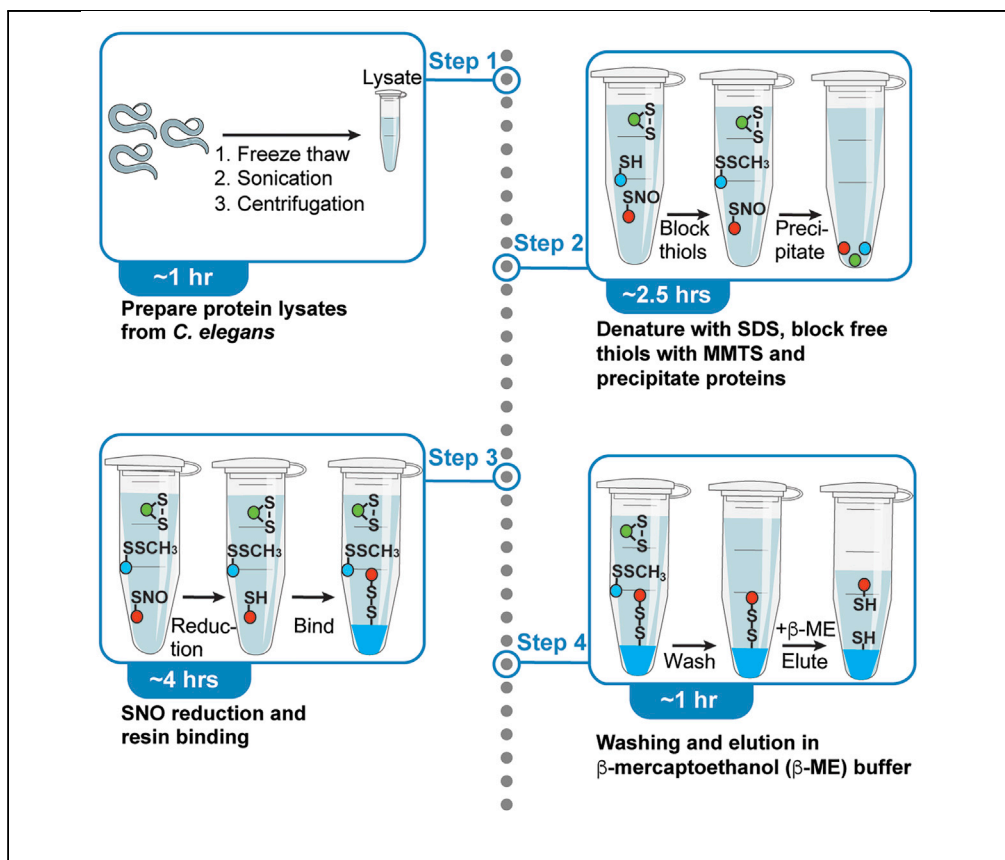 Step 1
Lysate
1. Freeze thaw
2. Sonication
3. Centrifugation
~1 hr
Prepare protein lysates
from C. elegans
Step 2
S
S
SH
SNO
Block
thiols
S
S
SSCH₃
SNO
Preci-
pitate
~2.5 hrs
Denature with SDS, block free
thiols with MMTS and
precipitate proteins
Step 3
S
S
SSCH₃
SNO
Reduc-
tion
S
S
SSCH₃
SH
Bind
S
S
SSCH₃
S
S
~4 hrs
SNO reduction and
resin binding
Step 4
S
S
SSCH₃
S
S
Wash
S
S
+β-ME
Elute
SH
SH
~1 hr
Washing and elution in
β-mercaptoethanol (β-ME) buffer